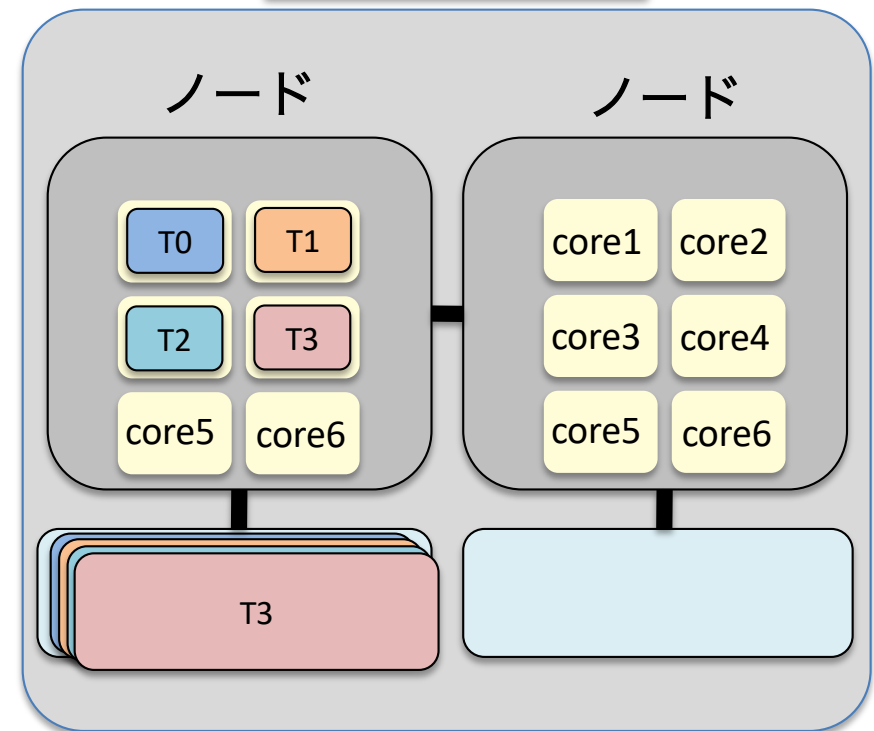 ノード
T0 T1
T2 T3
core5 core6
T3
ノード
core1 core2
core3 core4
core5 core6